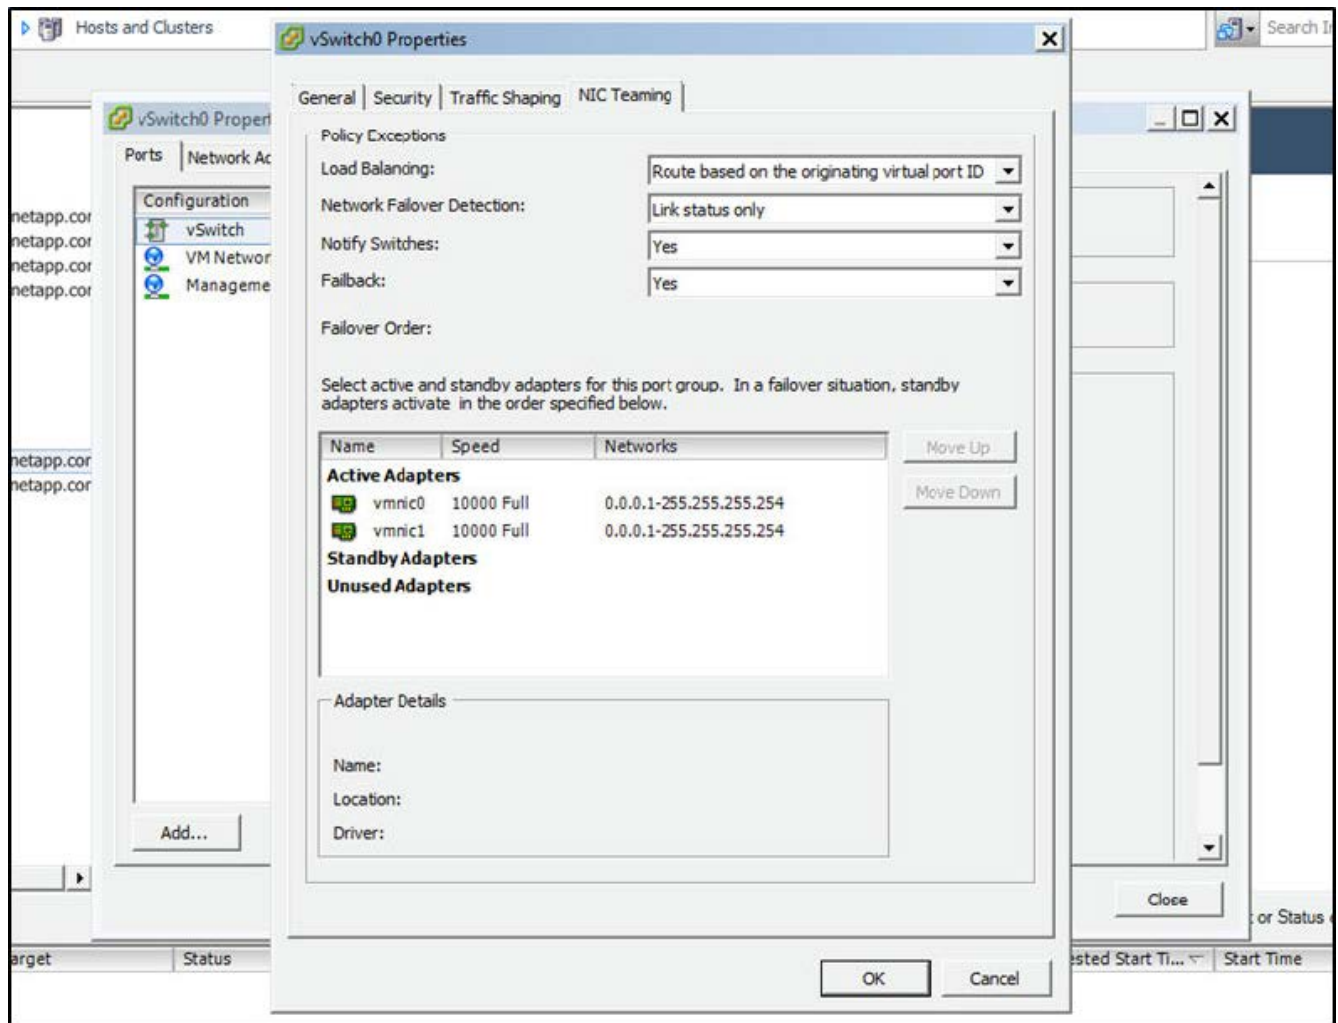 Hosts and Clusters
Search In
vSwitch0 Properties
General Security Traffic Shaping NIC Teaming
vSwitch0 Propert
Ports Network Ad
Configuration
vSwitch
VM Networ
Manageme
netapp.cor
netapp.cor
netapp.cor
netapp.cor
netapp.cor
netapp.cor
Add...
Policy Exceptions
Load Balancing: Route based on the originating virtual port ID
Network Failover Detection: Link status only
Notify Switches: Yes
Failback: Yes
Failover Order:
Select active and standby adapters for this port group. In a failover situation, standby
adapters activate in the order specified below.
Name Speed Networks
Active Adapters
vmnic0 10000 Full 0.0.0.1-255.255.255.254
vmnic1 10000 Full 0.0.0.1-255.255.255.254
Standby Adapters
Unused Adapters
Move Up
Move Down
Adapter Details
Name:
Location:
Driver:
OK Cancel
Close
or Status
arget Status ested Start Ti... Start Time